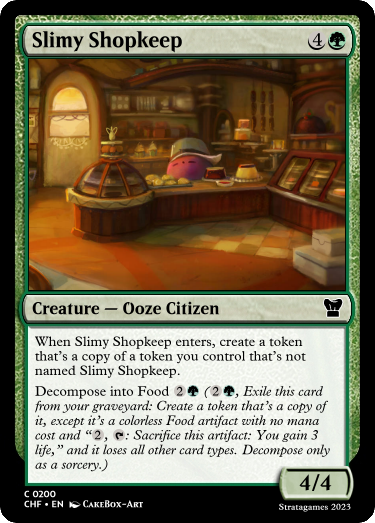 Slimy Shopkeep 4
Creature — Ooze Citizen
When Slimy Shopkeep enters, create a token
that's a copy of a token you control that's not
named Slimy Shopkeep.
Decompose into Food 2 (2, Exile this card
from your graveyard: Create a token that's a copy of
it, except it's a colorless Food artifact with no mana
cost and “2, : Sacrifice this artifact: You gain 3
life,” and it loses all other card types. Decompose only
as a sorcery.)
4/4
C 0200
CHF • EN CakeBox-Art
Stratagames 2023